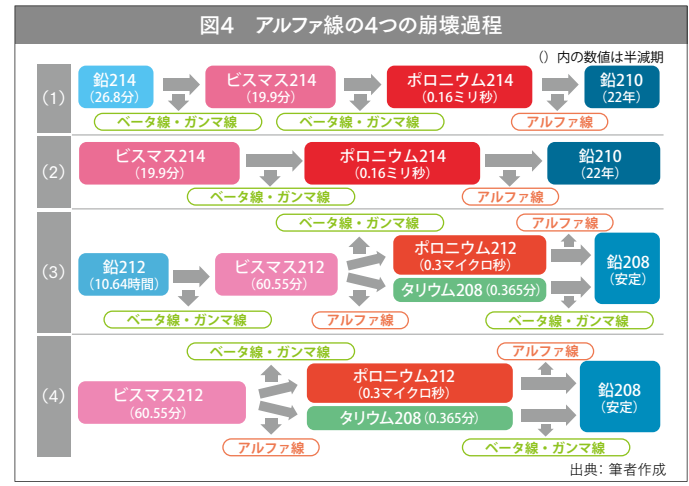 図4　アルファ線の4つの崩壊過程
（）内の数値は半減期
（1）
鉛214
（26.8分）
ビスマス214
（19.9分）
ポロニウム214
（0.16ミリ秒）
鉛210
（22年）
ベータ線・ガンマ線
ベータ線・ガンマ線
アルファ線
（2）
ビスマス214
（19.9分）
ポロニウム214
（0.16ミリ秒）
鉛210
（22年）
ベータ線・ガンマ線
アルファ線
（3）
ベータ線・ガンマ線
アルファ線
鉛212
（10.64時間）
ビスマス212
（60.55分）
ポロニウム212
（0.3マイクロ秒）
タリウム208（0.365分）
鉛208
（安定）
ベータ線・ガンマ線
アルファ線
ベータ線・ガンマ線
（4）
ベータ線・ガンマ線
アルファ線
ビスマス212
（60.55分）
ポロニウム212
（0.3マイクロ秒）
タリウム208（0.365分）
鉛208
（安定）
アルファ線
ベータ線・ガンマ線
出典：筆者作成